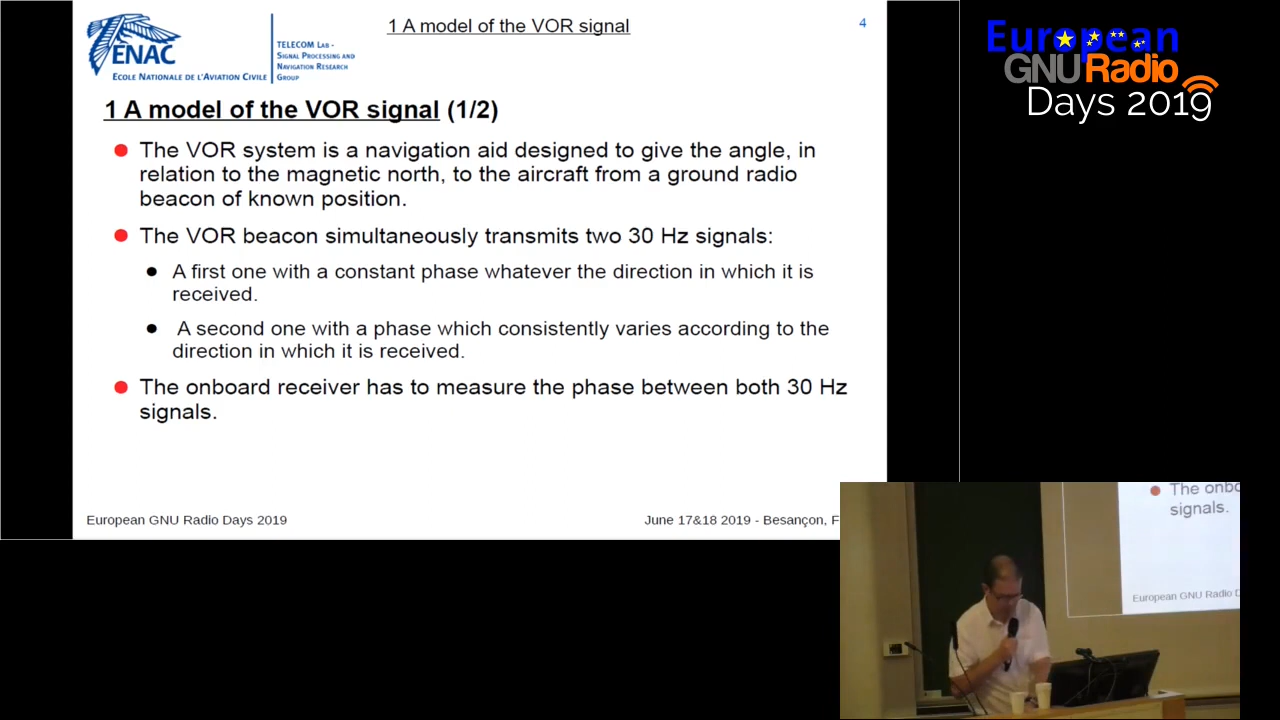 ENAC
ECOLE NATIONALE DE L'AVIATION CIVILE
TELECOM LAB -
SIGNAL PROCESSING AND
NAVIGATION RESEARCH
GROUP
1 A model of the VOR signal
4
1 A model of the VOR signal (1/2)
The VOR system is a navigation aid designed to give the angle, in
relation to the magnetic north, to the aircraft from a ground radio
beacon of known position.
The VOR beacon simultaneously transmits two 30 Hz signals:
A first one with a constant phase whatever the direction in which it is
received.
A second one with a phase which consistently varies according to the
direction in which it is received.
The onboard receiver has to measure the phase between both 30 Hz
signals.
European GNU Radio Days 2019
June 17&18 2019 - Besançon, F
European
GNURadio
Days 2019
The onbo
signals.
European GNU Radio D